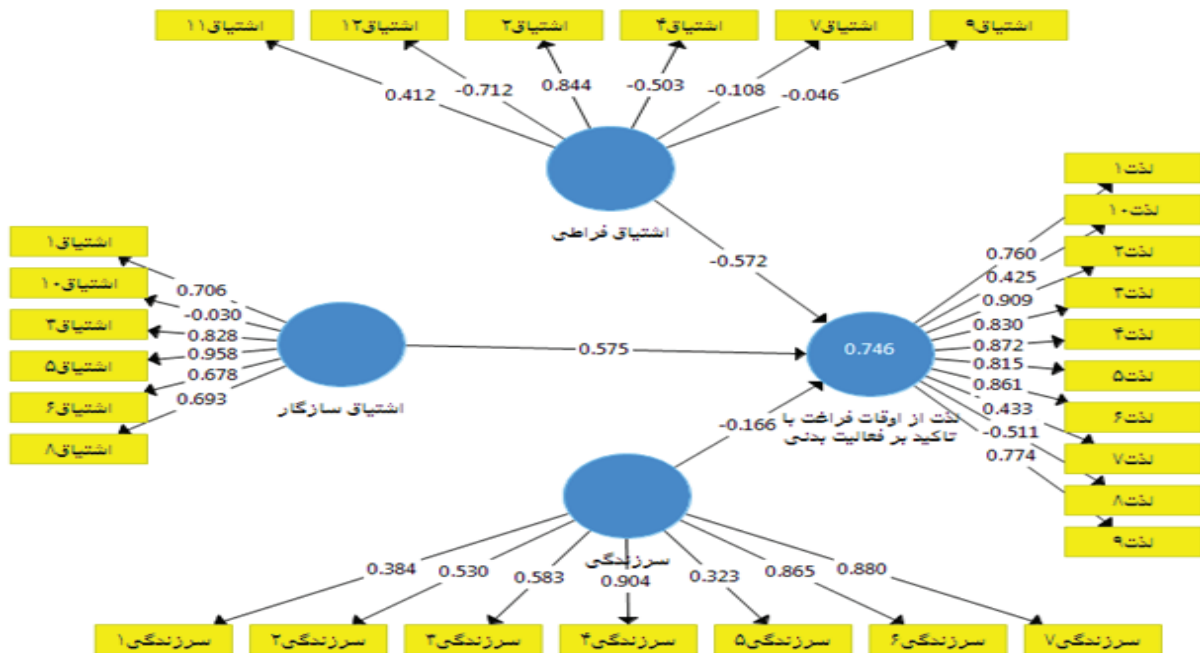 اشتیاق۱۱
اشتیاق۱۲
اشتیاق۲
اشتیاق۴
اشتیاق۷
اشتیاق۹
0.412
-0.712
0.844
-0.503
-0.108
-0.046
اشتیاق فراطی
-0.572
اشتیاق۱
اشتیاق۱۰
اشتیاق۳
اشتیاق۵
اشتیاق۶
اشتیاق۸
0.706
-0.030
0.828
0.958
0.678
0.693
اشتیاق سازگار
0.575
0.746
لذت از اوقات فراغت با
تاکید بر فعالیت بدنی
-0.166
لذت۱
لذت۱۰
لذت۲
لذت۳
لذت۴
لذت۵
لذت۶
لذت۷
لذت۸
لذت۹
0.760
0.425
0.909
0.830
0.872
0.815
0.861
0.433
-0.511
0.774
سرزندگی
0.384
0.530
0.583
0.904
0.323
0.865
0.880
سرزندگی۱
سرزندگی۲
سرزندگی۳
سرزندگی۴
سرزندگی۵
سرزندگی۶
سرزندگی۷